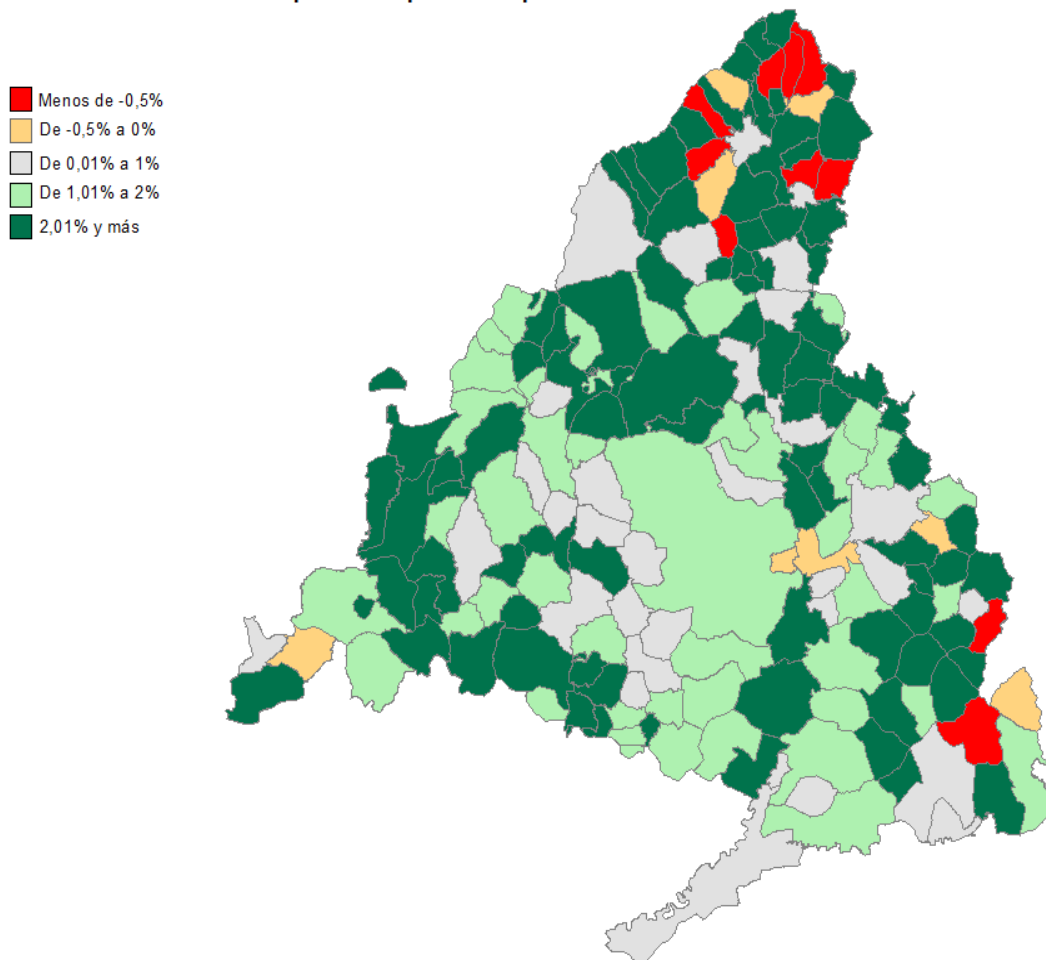 Menos de -0,5%
De -0,5% a 0%
De 0,01% a 1%
De 1,01% a 2%
2,01% y más